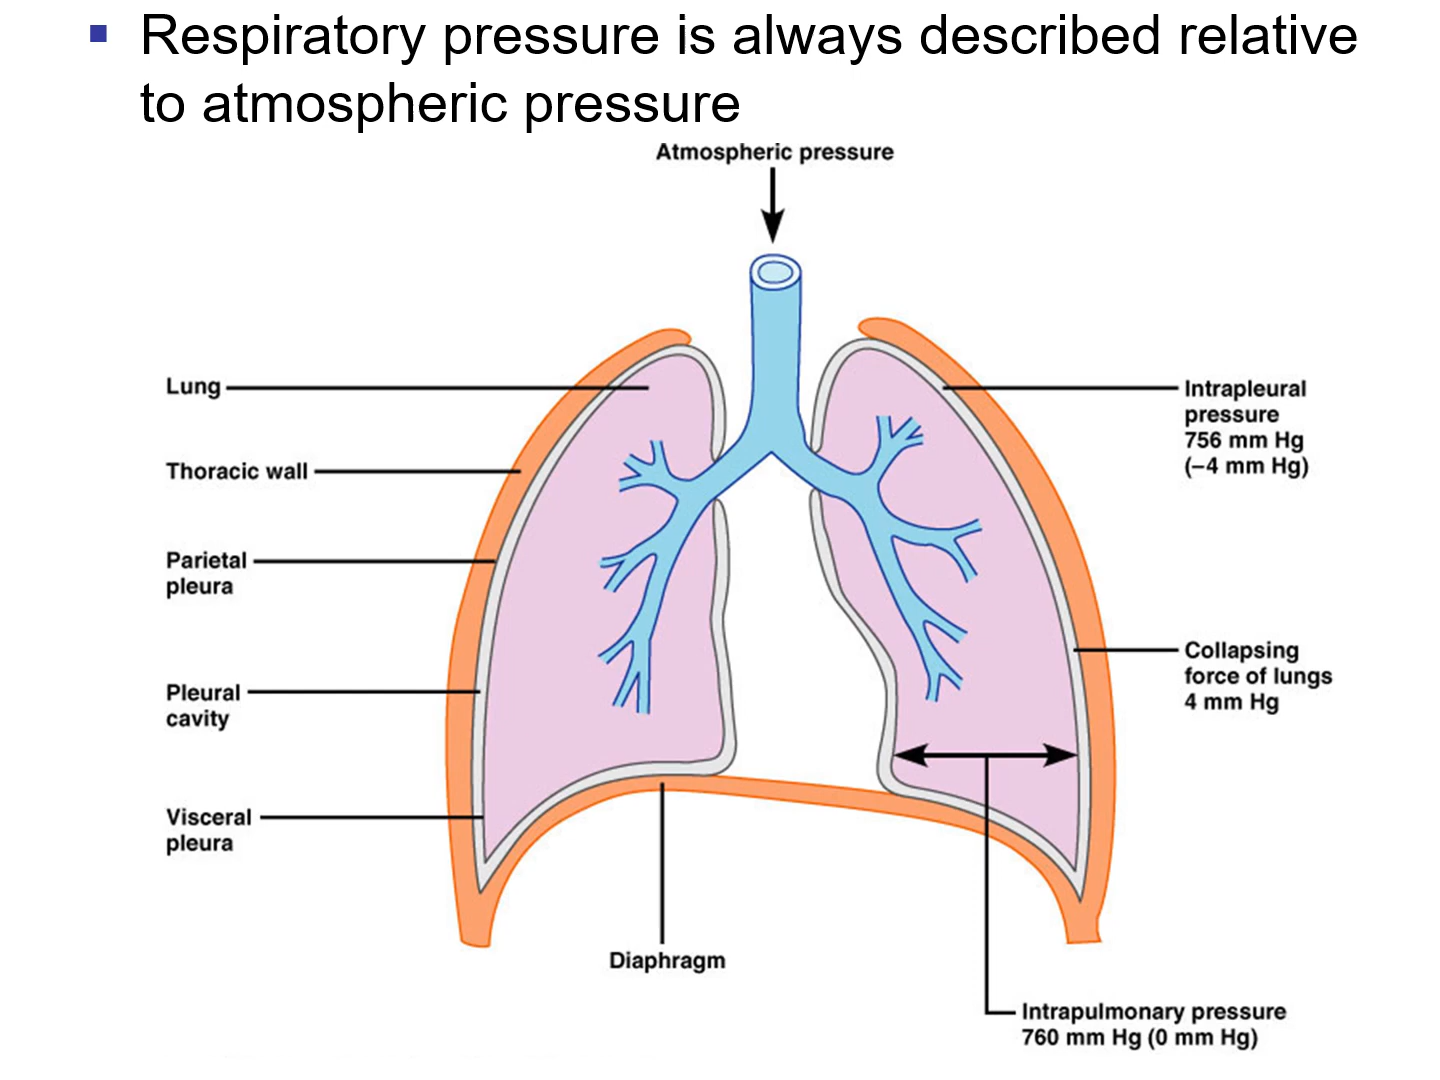 Respiratory pressure is always described relative
to atmospheric pressure
Atmospheric pressure
Lung
Thoracic wall
Parietal
pleura
Pleural
cavity
Visceral
pleura
Diaphragm
Intrapleural
pressure
756 mm Hg
(–4 mm Hg)
Collapsing
force of lungs
4 mm Hg
Intrapulmonary pressure
760 mm Hg (0 mm Hg)